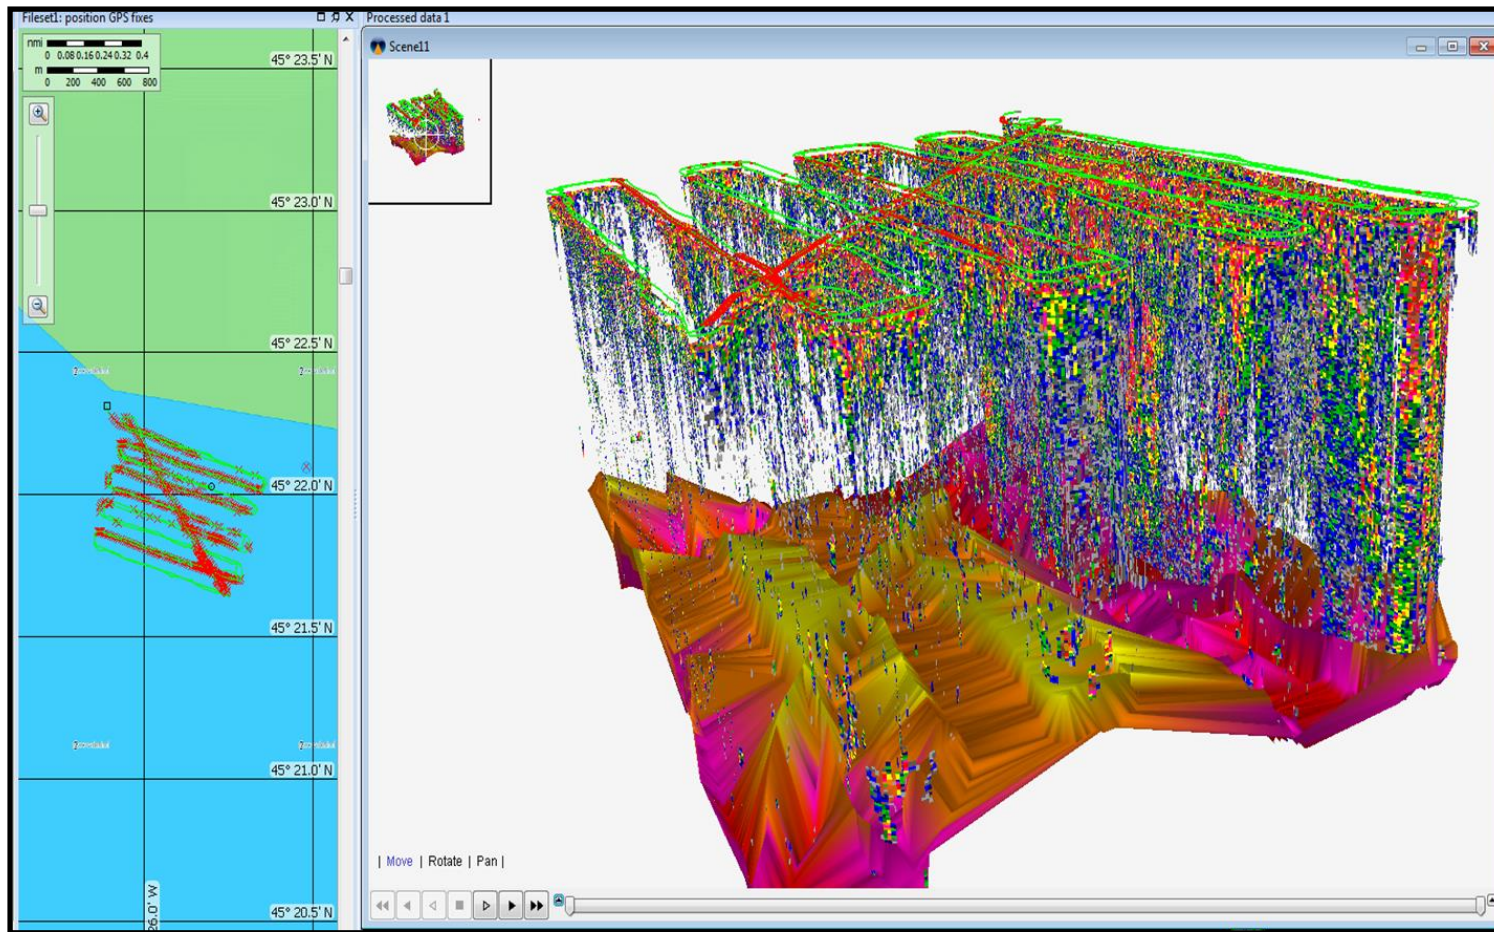 Fileset1: position GPS fixes
Processed data 1
Scene11
nmi
0 0.08 0.16 0.24 0.32 0.4
m
0 200 400 600 800
45° 23.5' N
45° 23.0' N
45° 22.5' N
45° 22.0' N
45° 21.5' N
45° 21.0' N
45° 20.5' N
26.0' W
| Move | Rotate | Pan |